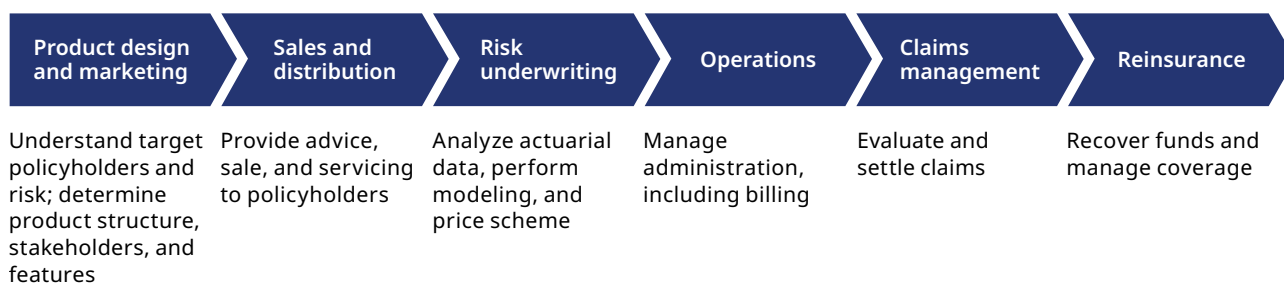 Product design
and marketing
Sales and
distribution
Risk
underwriting
Operations
Claims
management
Reinsurance
Understand target
policyholders and
risk; determine
product structure,
stakeholders, and
features
Provide advice,
sale, and servicing
to policyholders
Analyze actuarial
data, perform
modeling, and
price scheme
Manage
administration,
including billing
Evaluate and
settle claims
Recover funds and
manage coverage